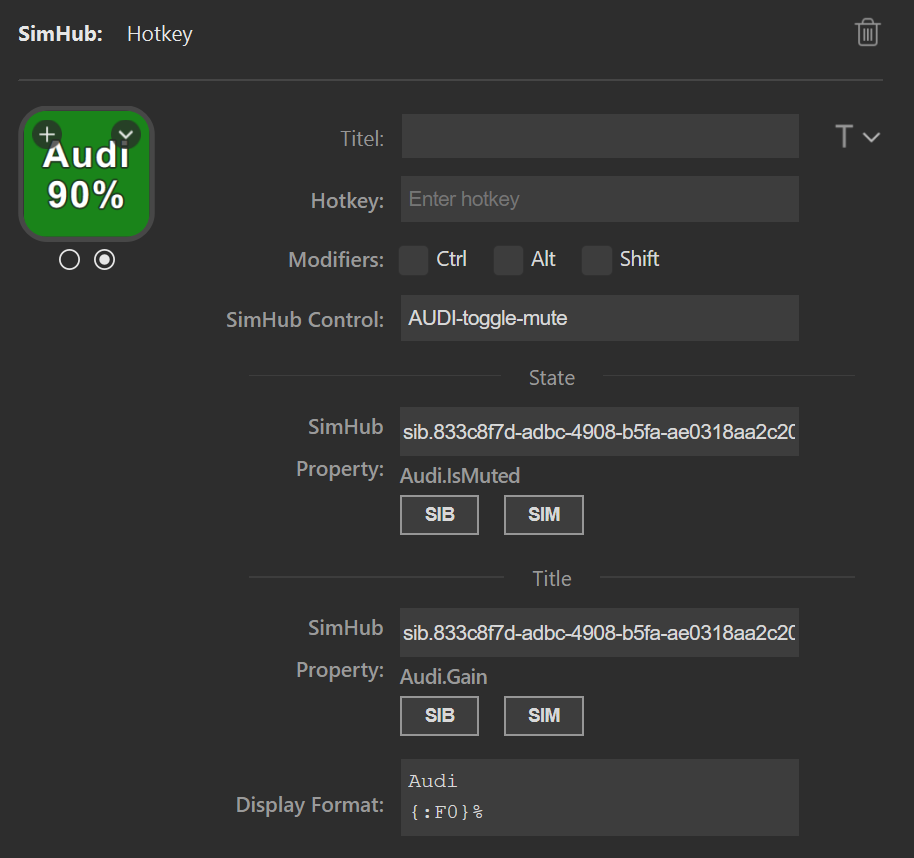 SimHub: Hotkey
Audi
90%
Titel:
T
Hotkey: Enter hotkey
Modifiers: Ctrl Alt Shift
SimHub Control: AUDI-toggle-mute
State
SimHub Property: sib.833c8f7d-adbc-4908-b5fa-ae0318aa2c20
Audi.IsMuted
SIB SIM
Title
SimHub Property: sib.833c8f7d-adbc-4908-b5fa-ae0318aa2c20
Audi.Gain
SIB SIM
Display Format: Audi
{:F0}%